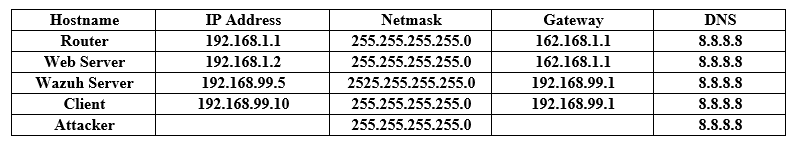 Hostname IP Address Netmask Gateway DNS
Router 192.168.1.1 255.255.255.255.0 162.168.1.1 8.8.8.8
Web Server 192.168.1.2 255.255.255.255.0 162.168.1.1 8.8.8.8
Wazuh Server 192.168.99.5 2525.255.255.255.0 192.168.99.1 8.8.8.8
Client 192.168.99.10 255.255.255.255.0 192.168.99.1 8.8.8.8
Attacker 255.255.255.255.0 8.8.8.8